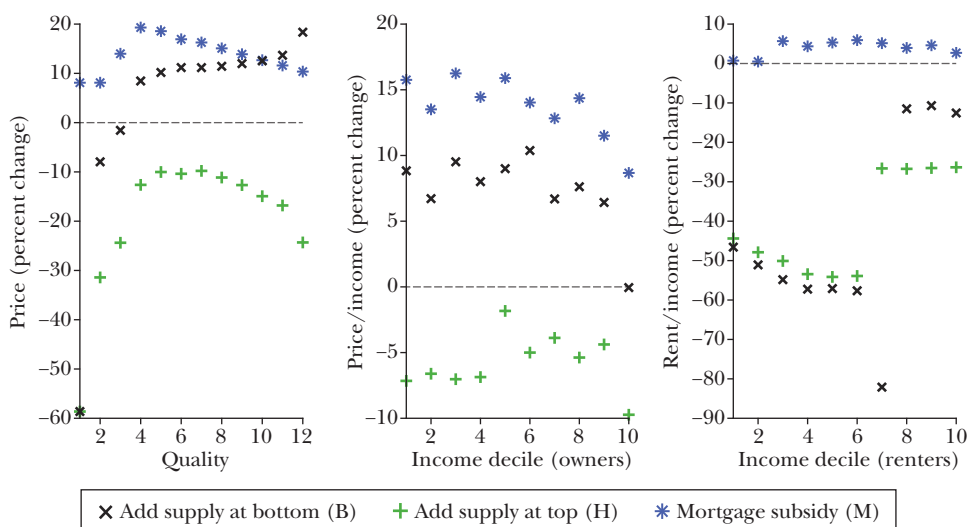 Price (percent change)
20
10
0
−10
−20
−30
−40
−50
−60
2 4 6 8 10 12
Quality
Price/income (percent change)
20
15
10
5
0
−5
−10
2 4 6 8 10
Income decile (owners)
Rent/income (percent change)
10
0
−10
−20
−30
−40
−50
−60
−70
−80
−90
2 4 6 8 10
Income decile (renters)
Add supply at bottom (B) Add supply at top (H) Mortgage subsidy (M)